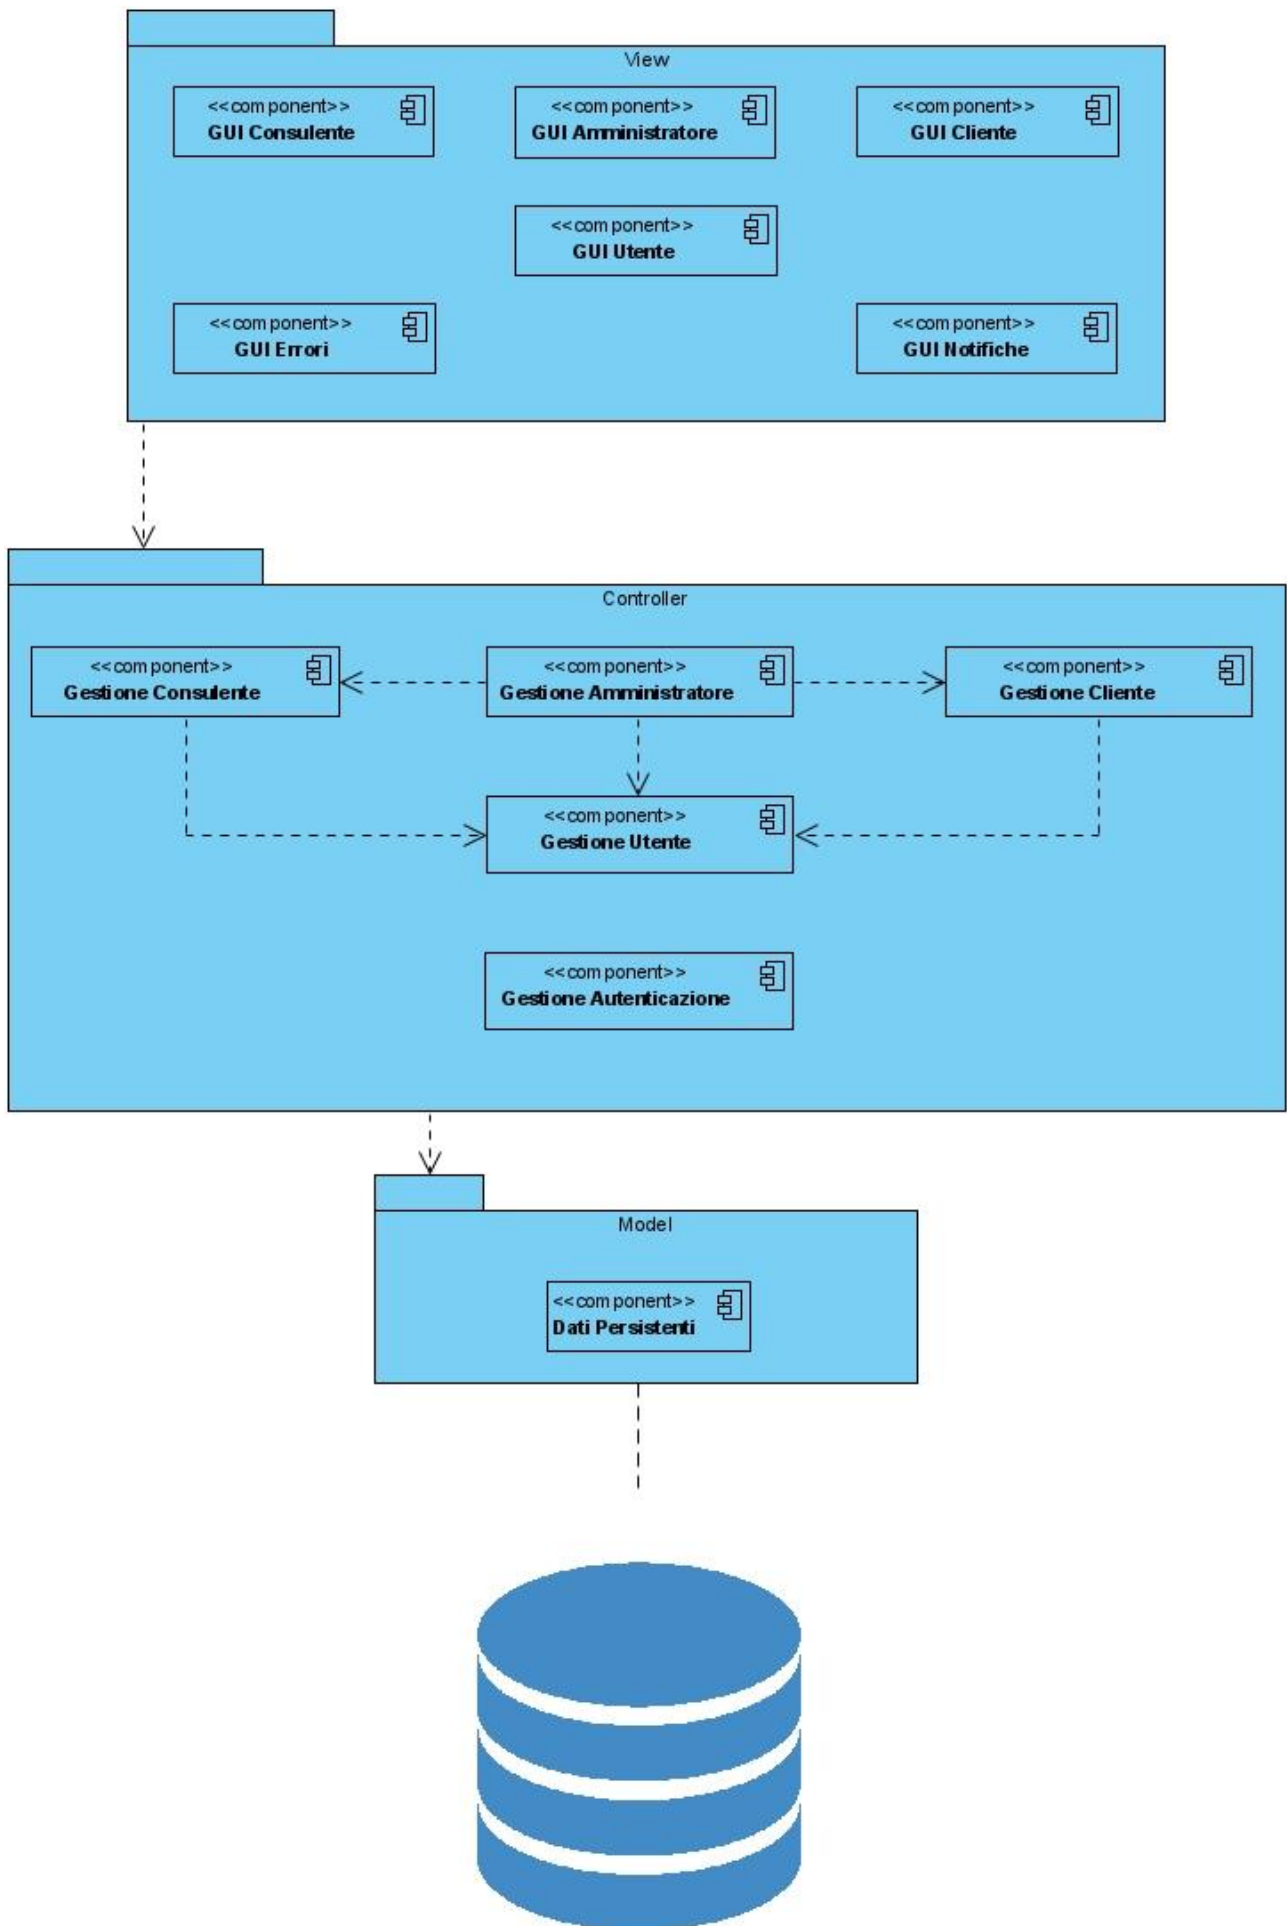 View
<<component>>
GUI Consulente
<<component>>
GUI Amministratore
<<component>>
GUI Cliente
<<component>>
GUI Utente
<<component>>
GUI Errori
<<component>>
GUI Notifiche
Controller
<<component>>
Gestione Consulente
<<component>>
Gestione Amministratore
<<component>>
Gestione Cliente
<<component>>
Gestione Utente
<<component>>
Gestione Autenticazione
Model
<<component>>
Dati Persistenti